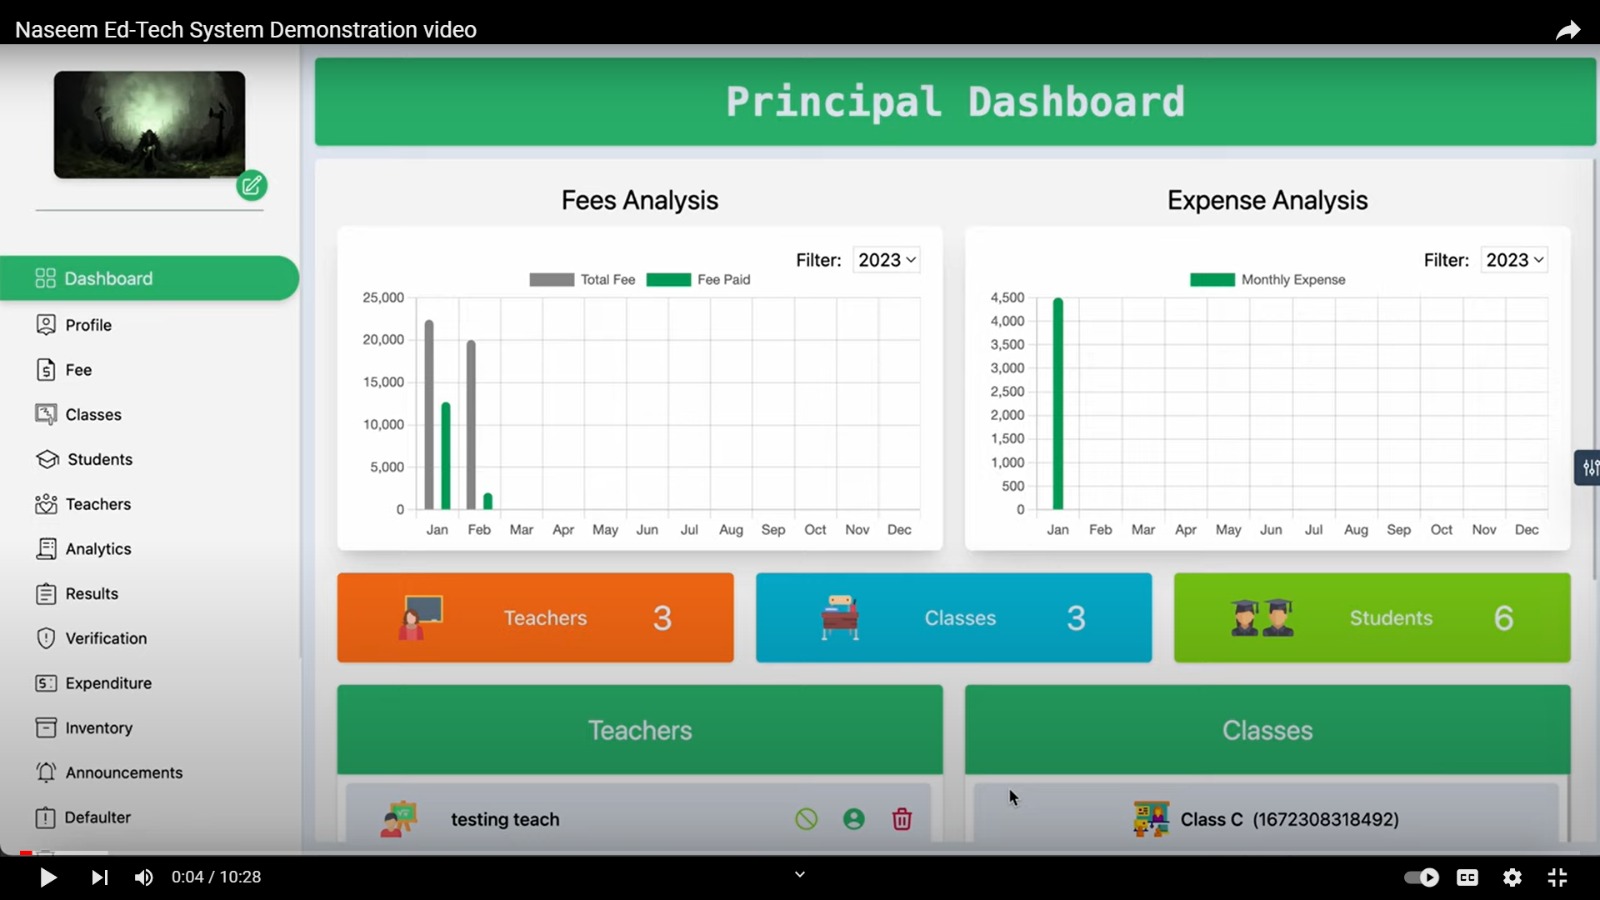 Naseem Ed-Tech System Demonstration video
Principal Dashboard
Dashboard
Profile
Fee
Classes
Students
Teachers
Analytics
Results
Verification
Expenditure
Inventory
Announcements
Defaulter
Fees Analysis
Filter: 2023
Total Fee Fee Paid
25,000
20,000
15,000
10,000
5,000
0
Jan Feb Mar Apr May Jun Jul Aug Sep Oct Nov Dec
Expense Analysis
Filter: 2023
Monthly Expense
4,500
4,000
3,500
3,000
2,500
2,000
1,500
1,000
500
0
Jan Feb Mar Apr May Jun Jul Aug Sep Oct Nov Dec
Teachers 3
Classes 3
Students 6
Teachers
testing teach
Classes
Class C (1672308318492)
0:04 / 10:28
CC